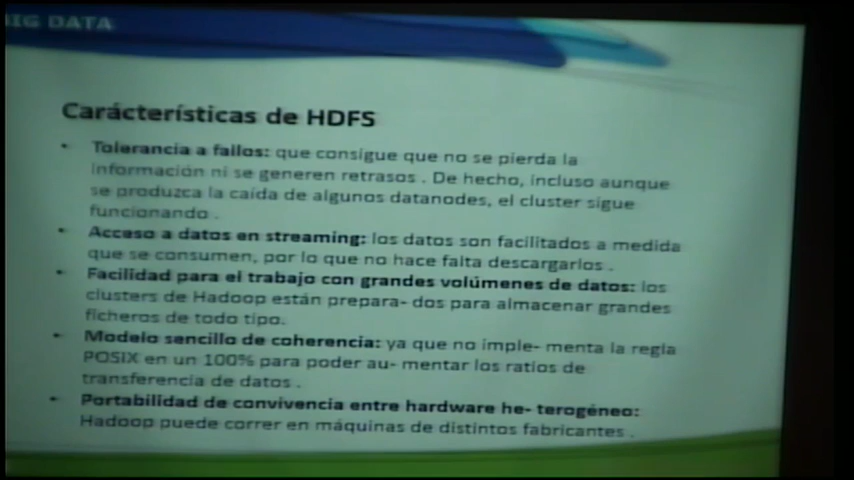 BIG DATA
Carácterísticas de HDFS
• Tolerancia a fallos: que consigue que no se pierda la
información ni se generen retrasos . De hecho, incluso aunque
se produzca la caída de algunos datanodes, el cluster sigue
funcionando .
• Acceso a datos en streaming: los datos son facilitados a medida
que se consumen, por lo que no hace falta descargarlos .
• Facilidad para el trabajo con grandes volúmenes de datos: los
clusters de Hadoop están prepara- dos para almacenar grandes
ficheros de todo tipo.
• Modelo sencillo de coherencia: ya que no imple- menta la regla
POSIX en un 100% para poder au- mentar los ratios de
transferencia de datos .
• Portabilidad de convivencia entre hardware he- terogéneo:
Hadoop puede correr en máquinas de distintos fabricantes .